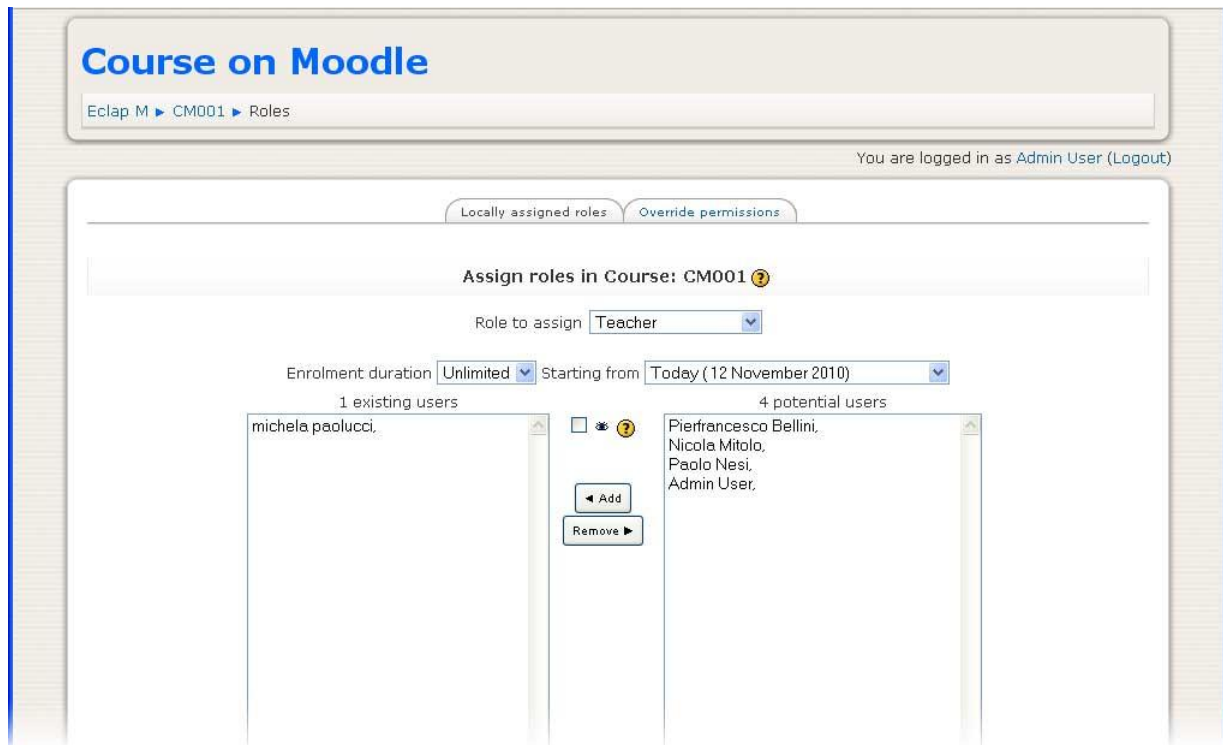 Course on Moodle
Eclap M ► CM001 ► Roles
You are logged in as Admin User (Logout)
Locally assigned roles Override permissions
Assign roles in Course: CM001 ?
Role to assign Teacher
Enrolment duration Unlimited Starting from Today (12 November 2010)
1 existing users
michela paolucci,
?
◄ Add
Remove ►
4 potential users
Pierfrancesco Bellini,
Nicola Mitolo,
Paolo Nesi,
Admin User,